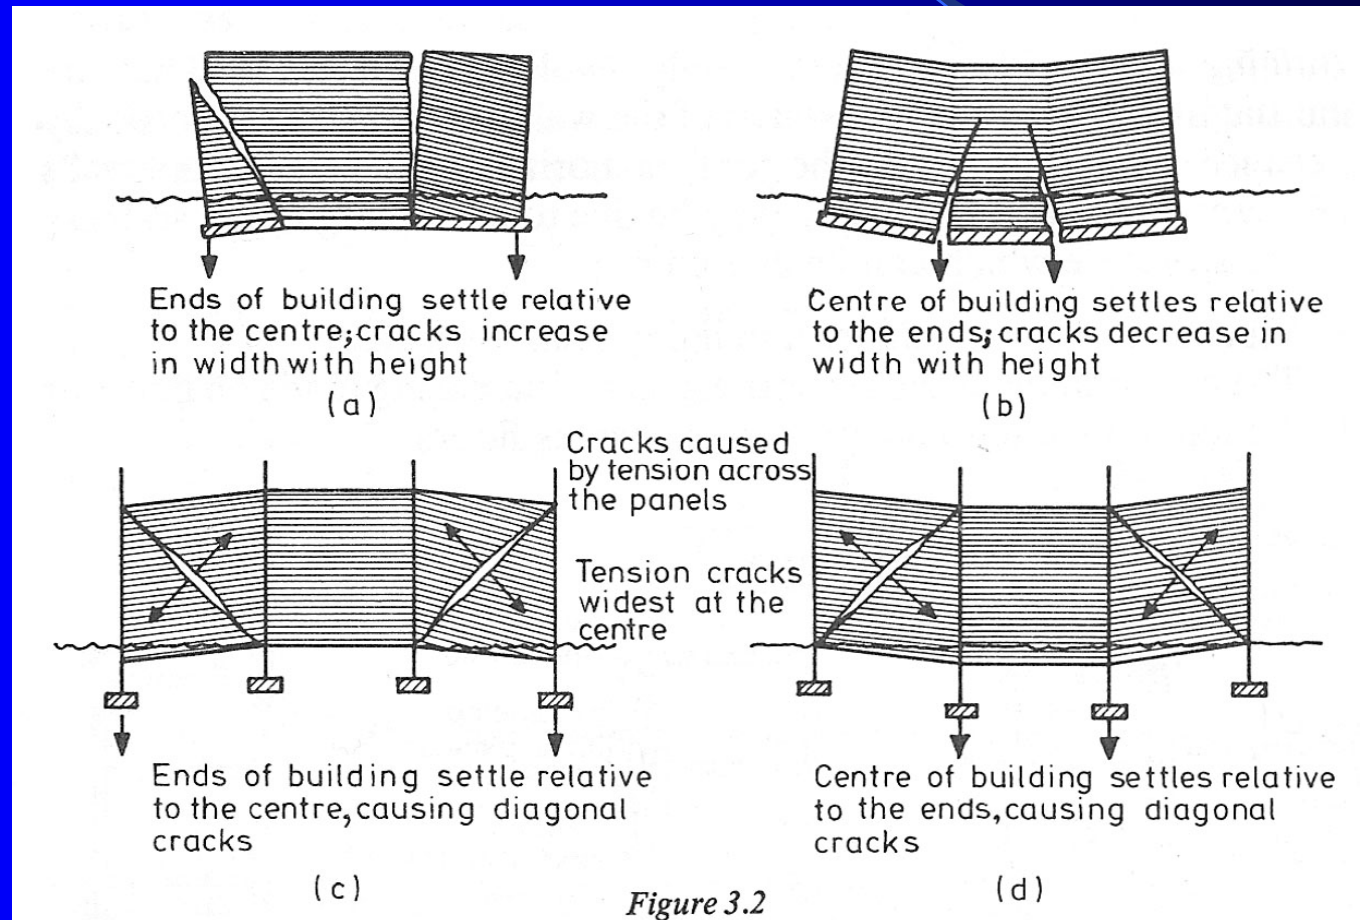 Ends of building settle relative
to the centre; cracks increase
in width with height
(a)
Centre of building settles relative
to the ends; cracks decrease in
width with height
(b)
Cracks caused
by tension across
the panels
Tension cracks
widest at the
centre
Ends of building settle relative
to the centre, causing diagonal
cracks
(c)
Centre of building settles relative
to the ends, causing diagonal
cracks
(d)
Figure 3.2